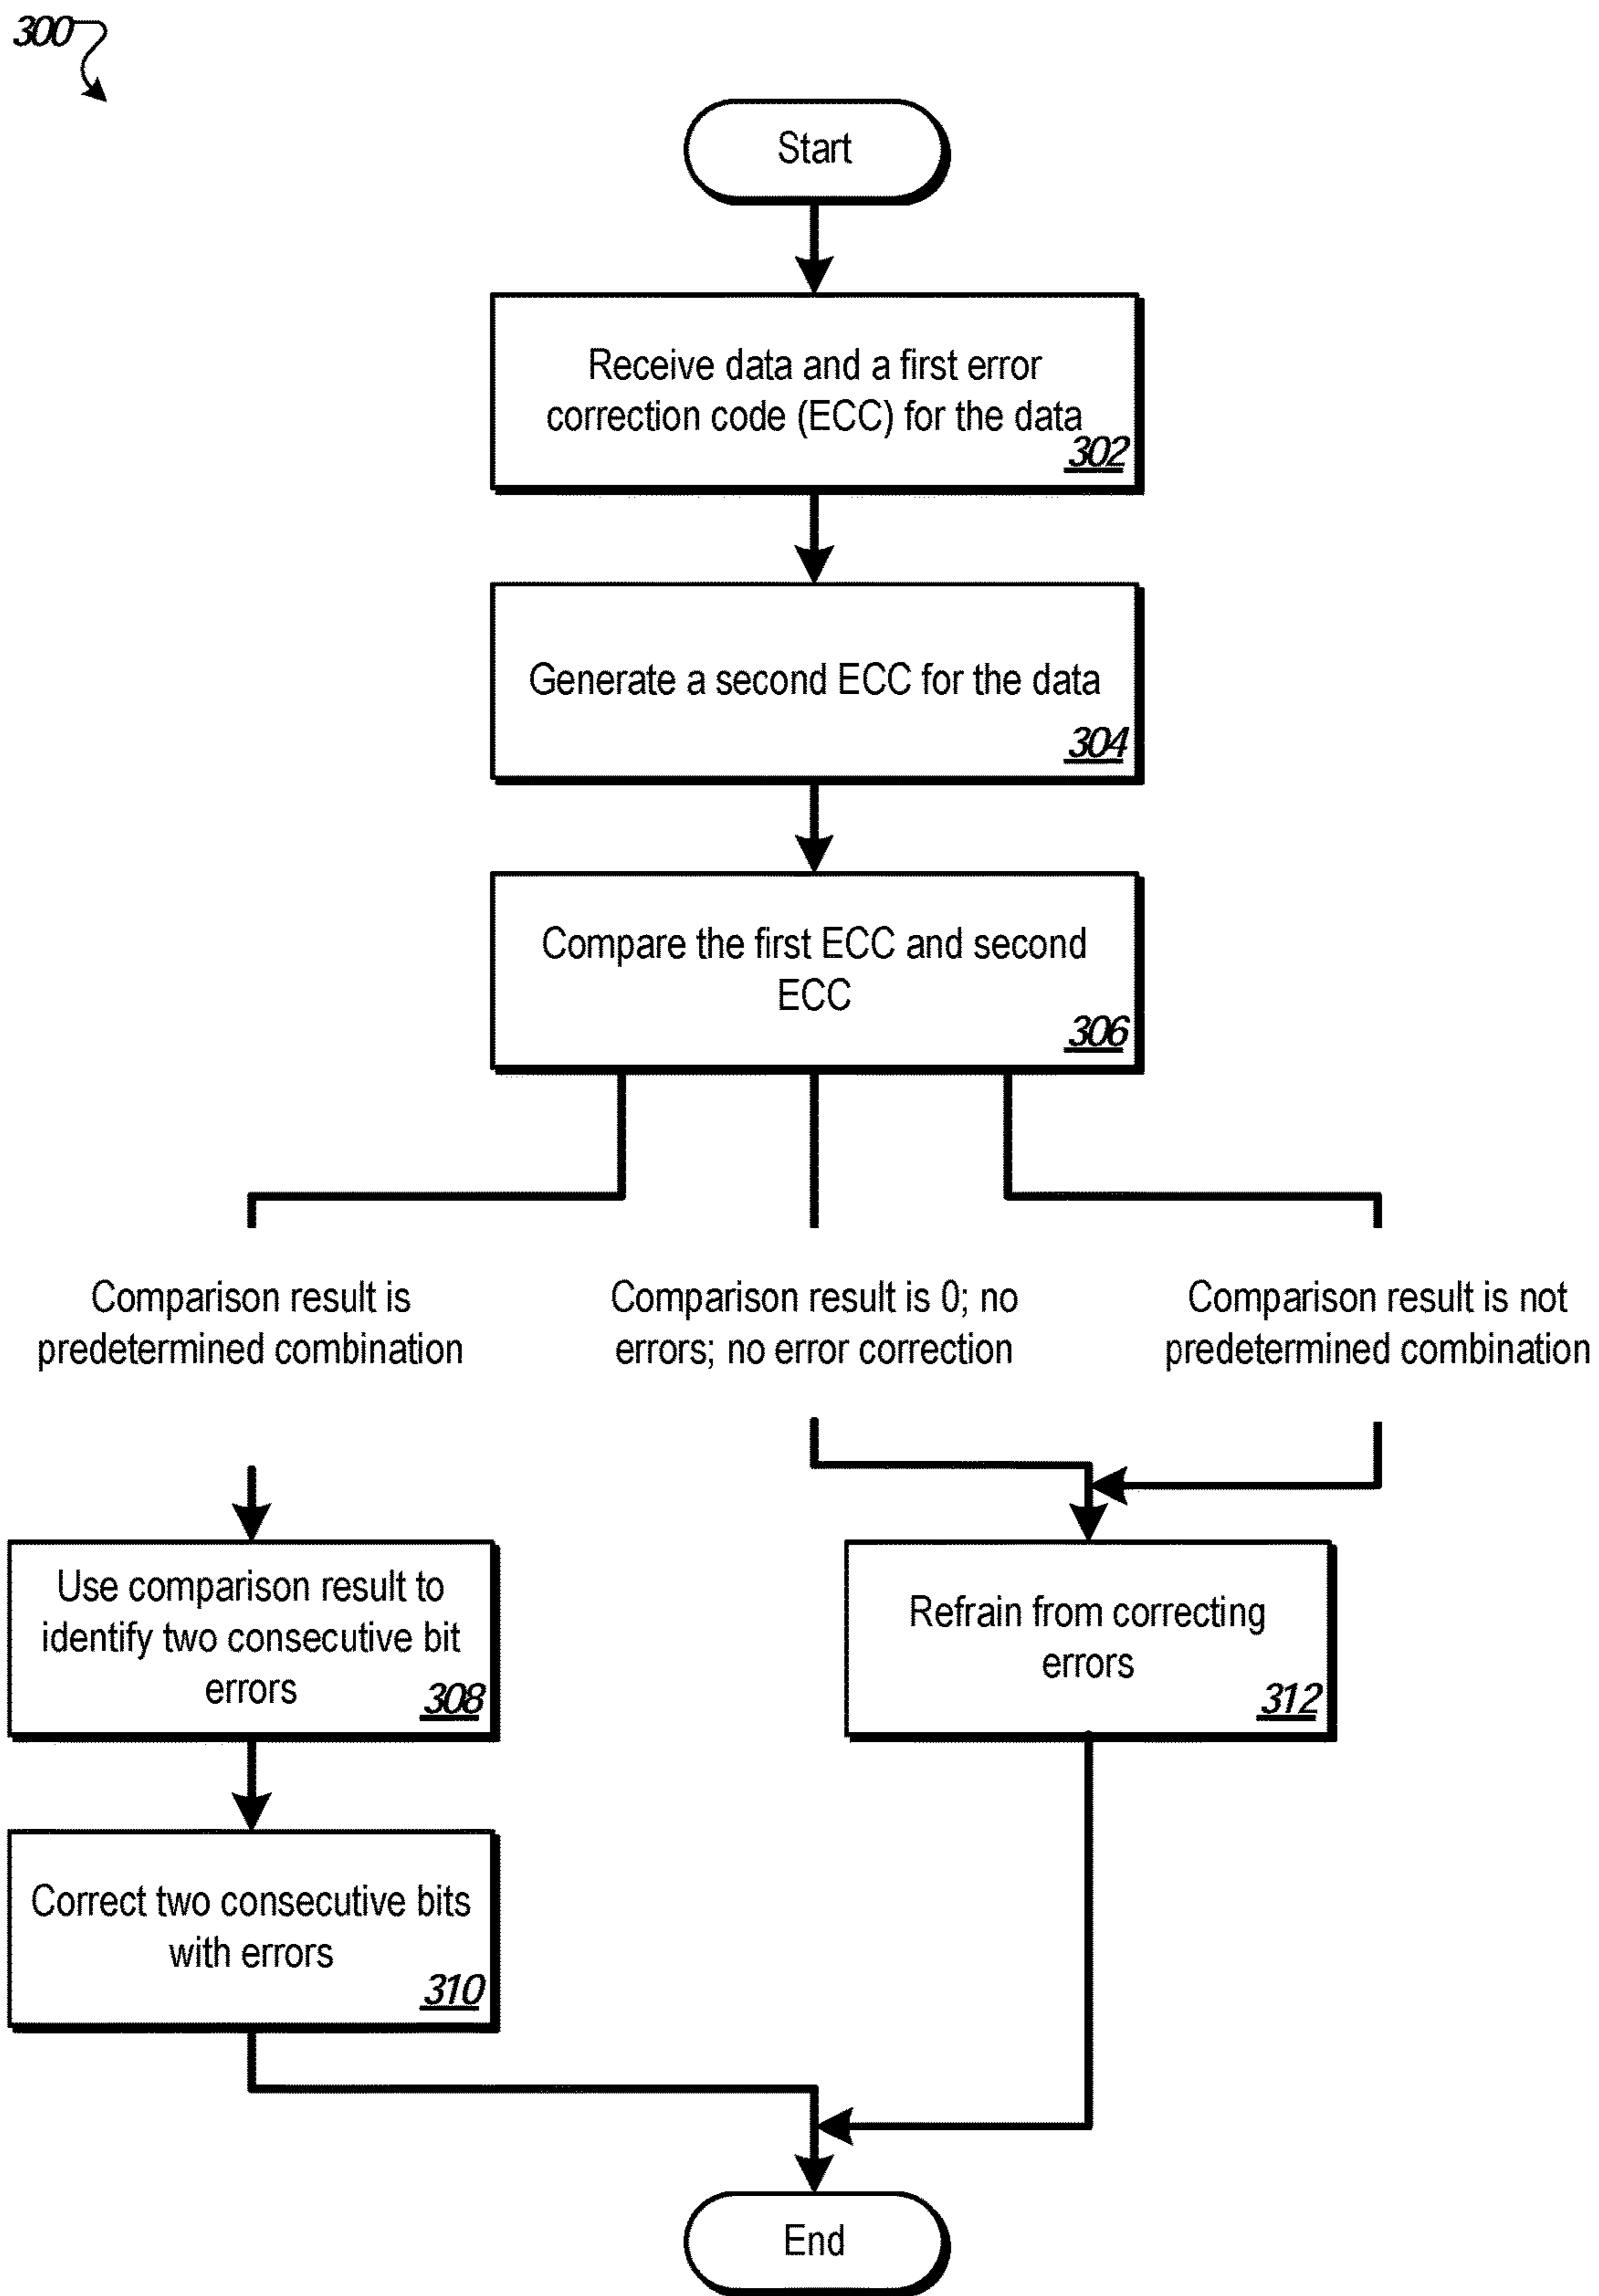 300
Start
Receive data and a first error
correction code (ECC) for the data
302
Generate a second ECC for the data
304
Compare the first ECC and second
ECC
306
Comparison result is
predetermined combination
Comparison result is 0; no
errors; no error correction
Comparison result is not
predetermined combination
Use comparison result to
identify two consecutive bit
errors
308
Refrain from correcting
errors
312
Correct two consecutive bits
with errors
310
End